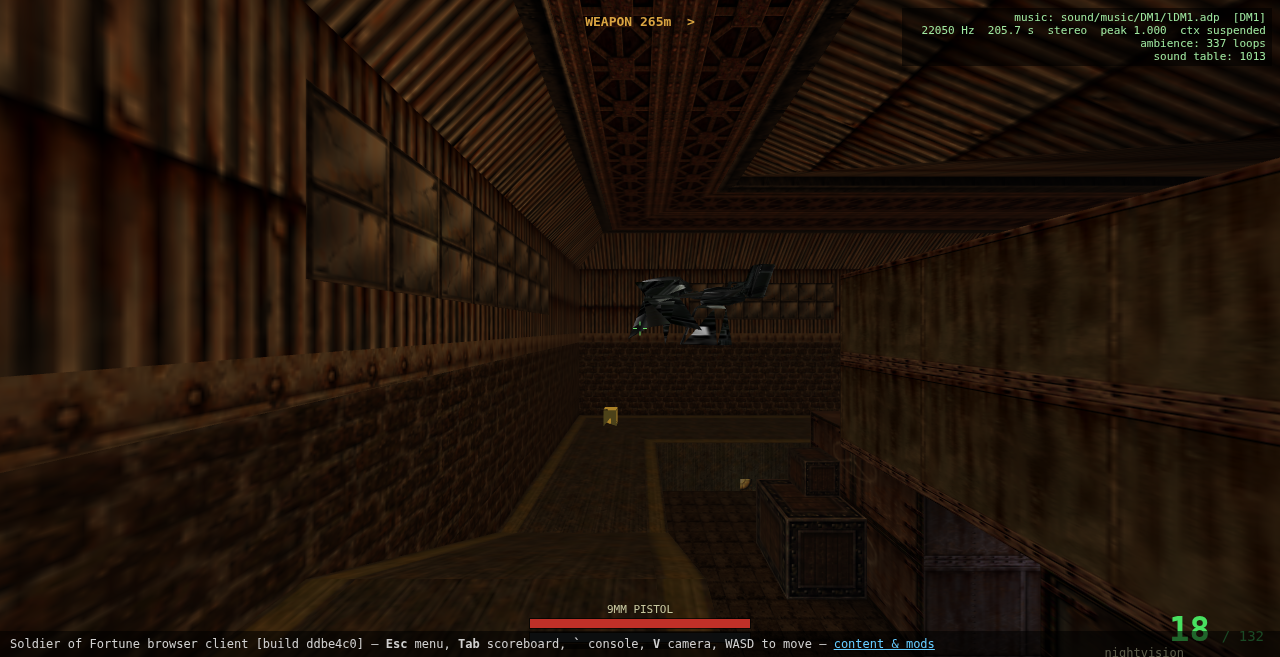 WEAPON 265m >
music: sound/music/DM1/lDM1.adp [DM1]
22050 Hz 205.7 s stereo peak 1.000 ctx suspended
ambience: 337 loops
sound table: 1013
9MM PISTOL
18 / 132
Soldier of Fortune browser client [build ddbe4c0] — Esc menu, Tab scoreboard, ` console, V camera, WASD to move — content & mods
nightvision